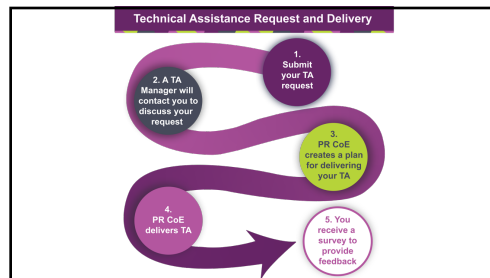 Technical Assistance Request and Delivery
1.
Submit
your TA
request
2. A TA
Manager will
contact you to
discuss your
request
3.
PR CoE
creates a plan
for delivering
your TA
4.
PR CoE
delivers TA
5. You
receive a
survey to
provide
feedback